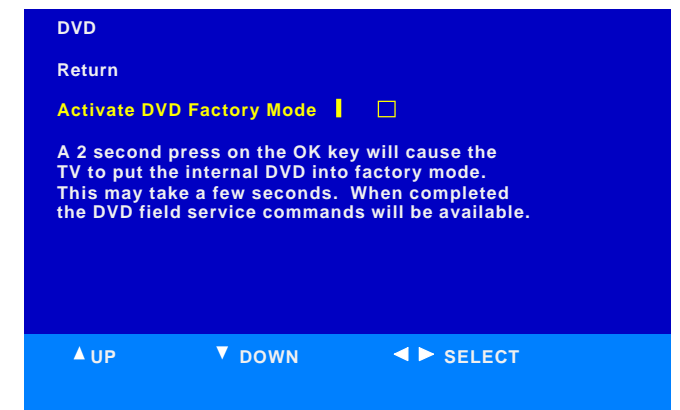 DVD
Return
Activate DVD Factory Mode
A 2 second press on the OK key will cause the
TV to put the internal DVD into factory mode.
This may take a few seconds.  When completed
the DVD field service commands will be available.
UP DOWN SELECT